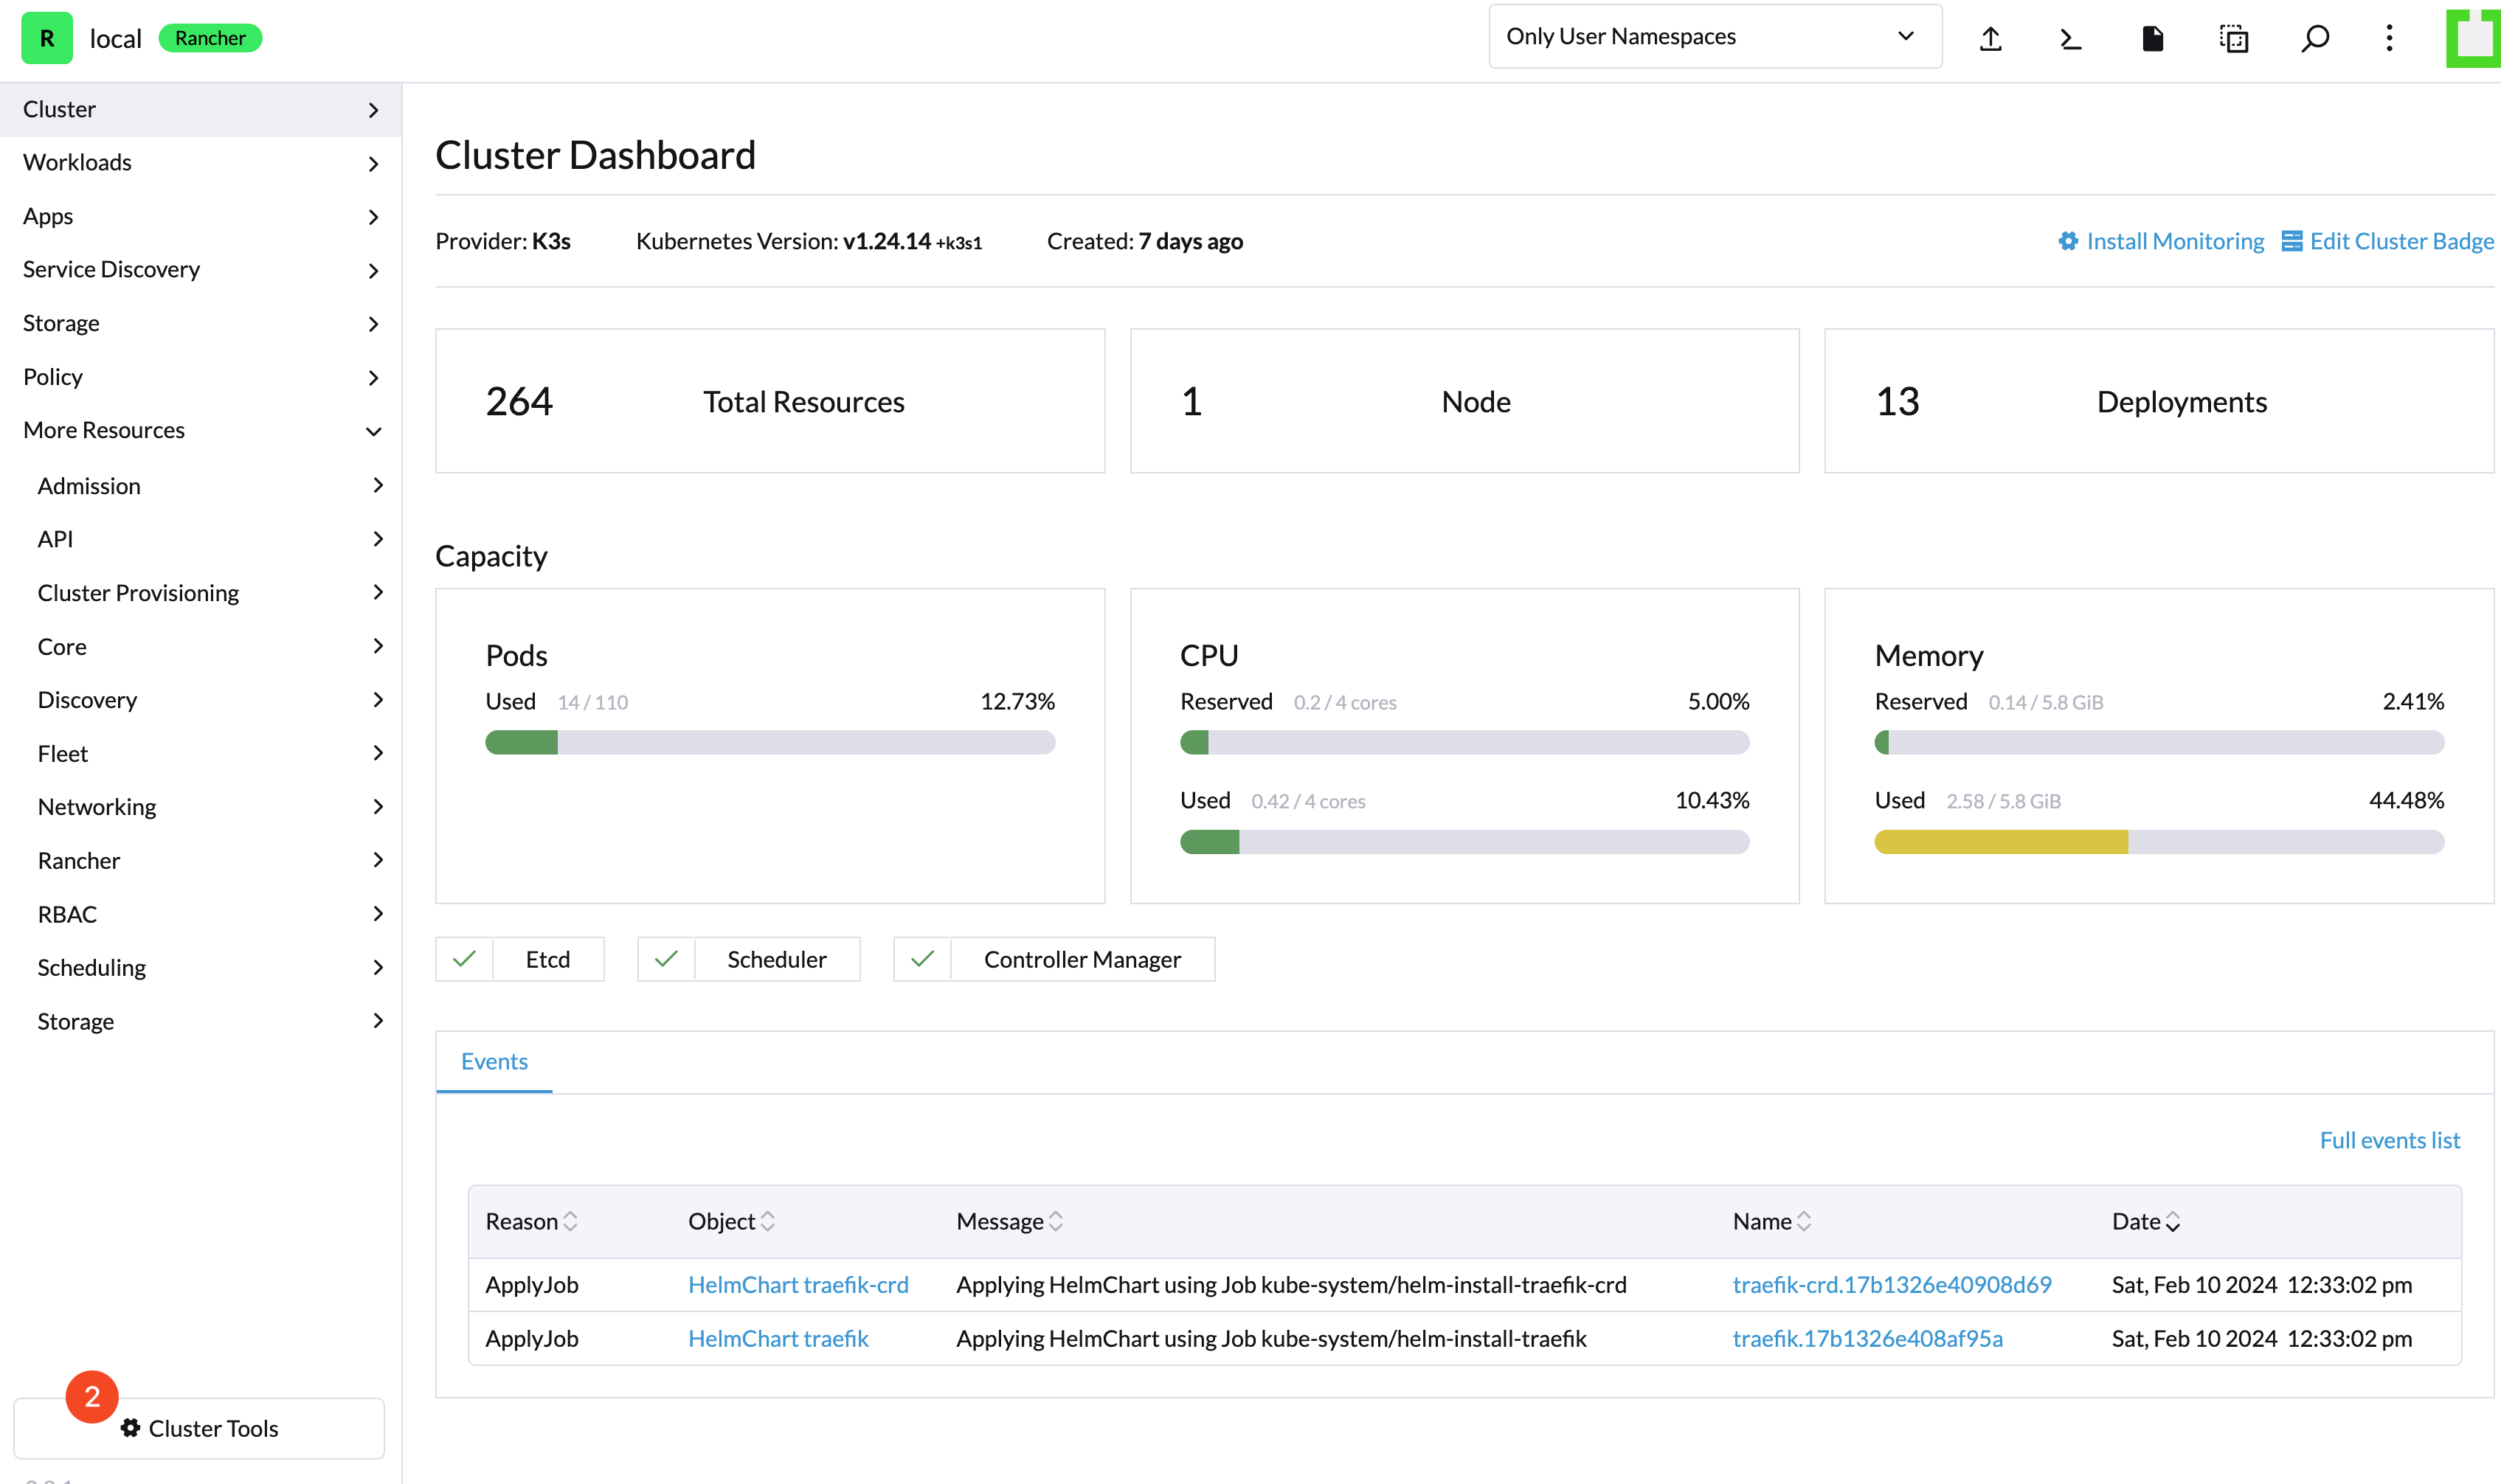 R local Rancher
Only User Namespaces
Cluster
Workloads
Apps
Service Discovery
Storage
Policy
More Resources
Admission
API
Cluster Provisioning
Core
Discovery
Fleet
Networking
Rancher
RBAC
Scheduling
Storage
2
Cluster Tools
Cluster Dashboard
Provider: K3s Kubernetes Version: v1.24.14 +k3s1 Created: 7 days ago Install Monitoring Edit Cluster Badge
264 Total Resources
1 Node
13 Deployments
Capacity
Pods
Used 14 / 110 12.73%
CPU
Reserved 0.2 / 4 cores 5.00%
Used 0.42 / 4 cores 10.43%
Memory
Reserved 0.14 / 5.8 GiB 2.41%
Used 2.58 / 5.8 GiB 44.48%
Etcd Scheduler Controller Manager
Events
Full events list
Reason Object Message Name Date
ApplyJob HelmChart traefik-crd Applying HelmChart using Job kube-system/helm-install-traefik-crd traefik-crd.17b1326e40908d69 Sat, Feb 10 2024 12:33:02 pm
ApplyJob HelmChart traefik Applying HelmChart using Job kube-system/helm-install-traefik traefik.17b1326e408af95a Sat, Feb 10 2024 12:33:02 pm